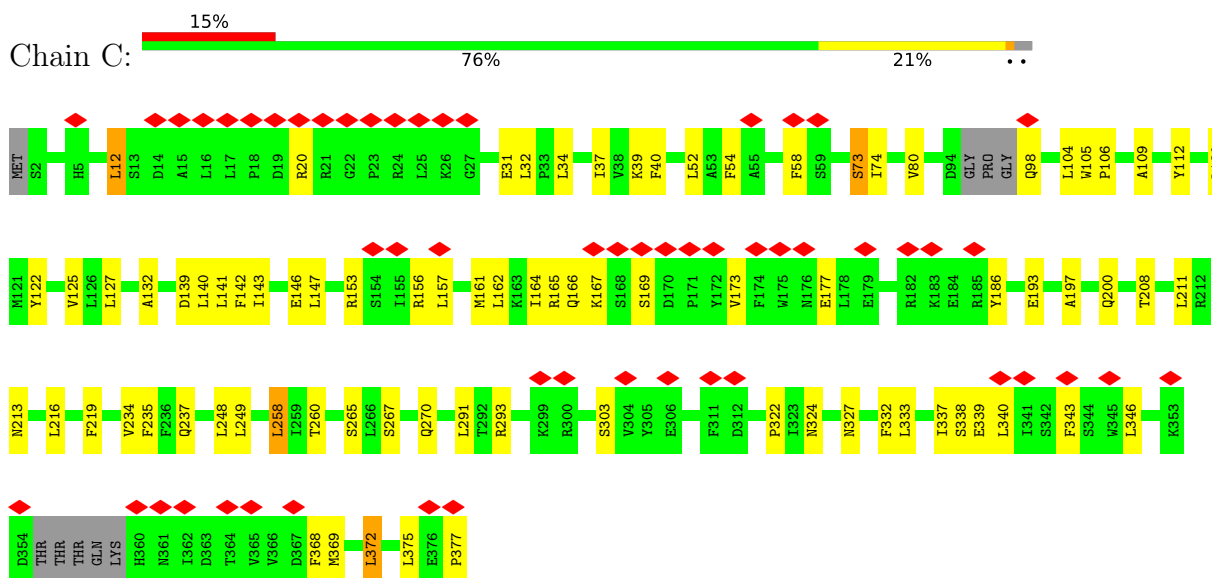 15%
Chain C:
76% 21% • •
MET S2 H5 L12 S13 D14 A15 L16 L17 P18 D19 R20 R21 G22 P23 R24 L25 K26 G27 E31 L32 P33 L34 I37 V38 K39 F40 L52 A53 F54 A55 F58 S59 S73 I74 V80 D94 GLY PRO GLY Q98 L104 W105 P106 A109 Y112
M121 Y122 V125 L126 L127 A132 D139 L140 L141 F142 I143 E146 L147 R153 S154 I155 R156 L157 M161 L162 K163 I164 R165 Q166 K167 S168 S169 D170 P171 Y172 V173 F174 W175 N176 E177 L178 E179 R182 K183 E184 R185 Y186 E193 A197 Q200 T208 L211 R212
N213 L216 F219 V234 F235 F236 Q237 L248 L249 L258 I259 T260 S265 L266 S267 Q270 L291 T292 R293 K299 R300 S303 V304 Y305 E306 F311 D312 P322 I323 N324 N327 F332 L333 I337 S338 E339 L340 I341 S342 F343 S344 W345 L346 K353
D354 THR THR THR GLN LYS H360 N361 I362 D363 T364 V365 V366 D367 F368 M369 L372 L375 E376 P377